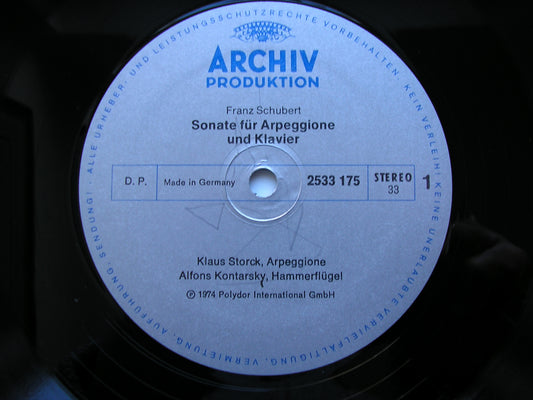 · ALLE URHEBER- UND LEISTUNGSSCHUTZRECHTE VORBEHALTEN. KEIN VERLEIH! KEINE UNERLAUBTE VERVIELFÄLTIGUNG, VERMIETUNG, AUFFÜHRUNG, SENDUNG!
ARCHIV
PRODUKTION
Franz Schubert
Sonate für Arpeggione
und Klavier
D. P. Made in Germany 2533 175 STEREO 33 1
Klaus Storck, Arpeggione
Alfons Kontarsky, Hammerflügel
Ⓟ 1974 Polydor International GmbH